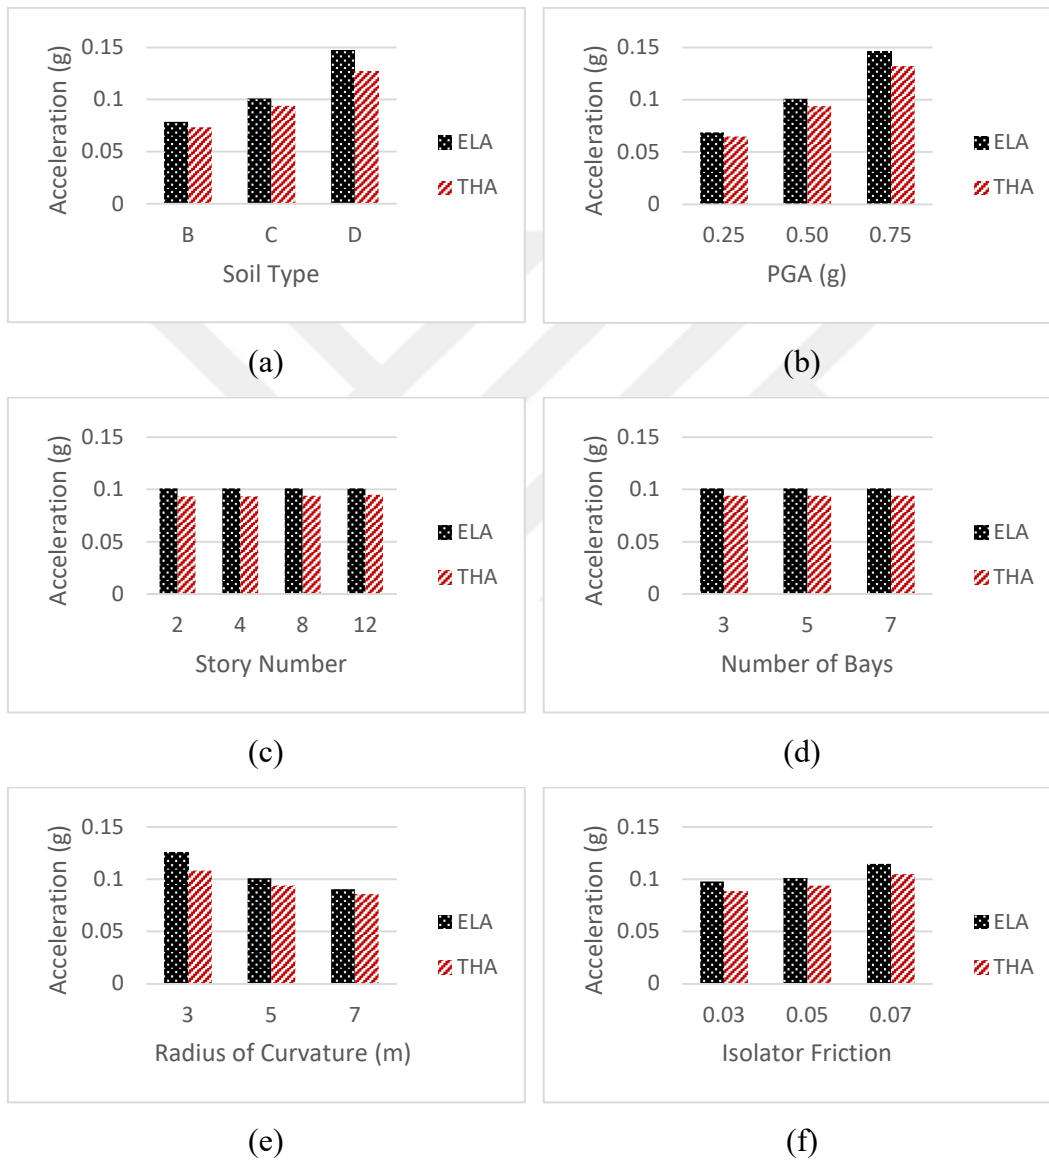 Acceleration (g)
0.15
0.1
0.05
0
B C D
Soil Type
ELA
THA
(a)
Acceleration (g)
0.15
0.1
0.05
0
0.25 0.50 0.75
PGA (g)
ELA
THA
(b)
Acceleration (g)
0.15
0.1
0.05
0
2 4 8 12
Story Number
ELA
THA
(c)
Acceleration (g)
0.15
0.1
0.05
0
3 5 7
Number of Bays
ELA
THA
(d)
Acceleration (g)
0.15
0.1
0.05
0
3 5 7
Radius of Curvature (m)
ELA
THA
(e)
Acceleration (g)
0.15
0.1
0.05
0
0.03 0.05 0.07
Isolator Friction
ELA
THA
(f)